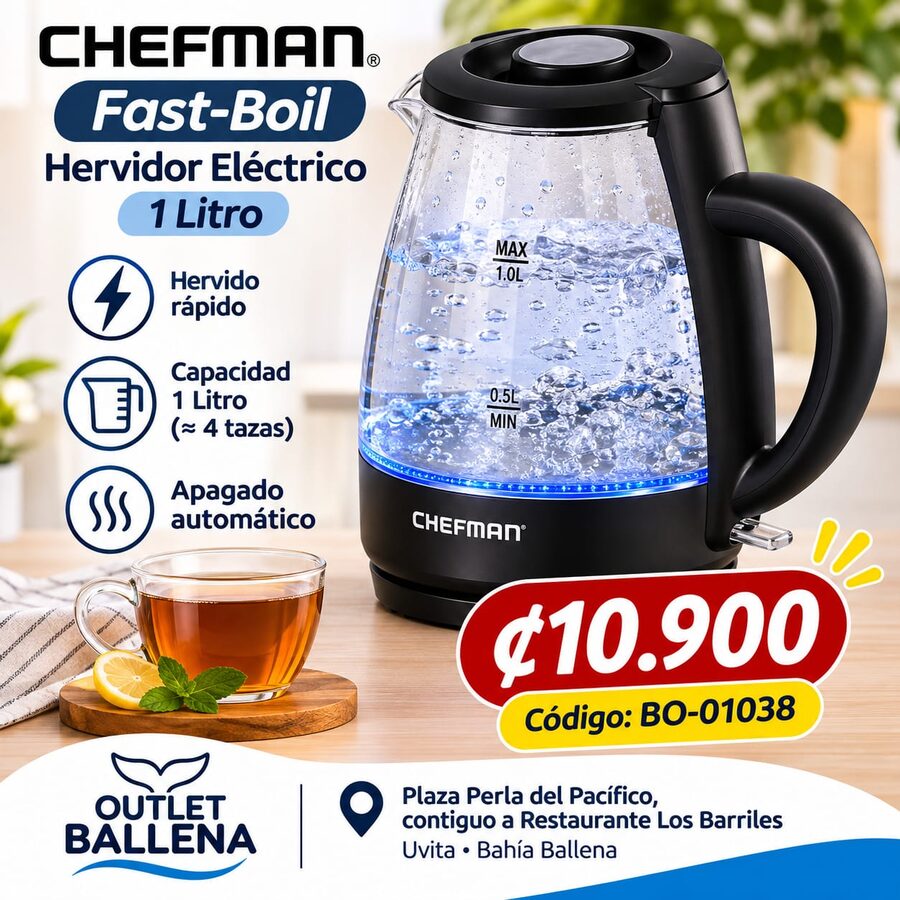 CHEFMAN®
Fast-Boil
Hervidor Eléctrico
1 Litro
Hervido
rápido
Capacidad
1 Litro
(≈ 4 tazas)
Apagado
automático
MAX
1.0L
0.5L
MIN
CHEFMAN®
₡10.900
Código: BO-01038
OUTLET
BALLENA
Plaza Perla del Pacífico,
contiguo a Restaurante Los Barriles
Uvita • Bahía Ballena